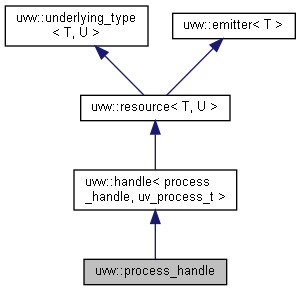 uvw::underlying_type
< T, U >
uvw::emitter< T >
uvw::resource< T, U >
uvw::handle< process
_handle, uv_process_t >
uvw::process_handle